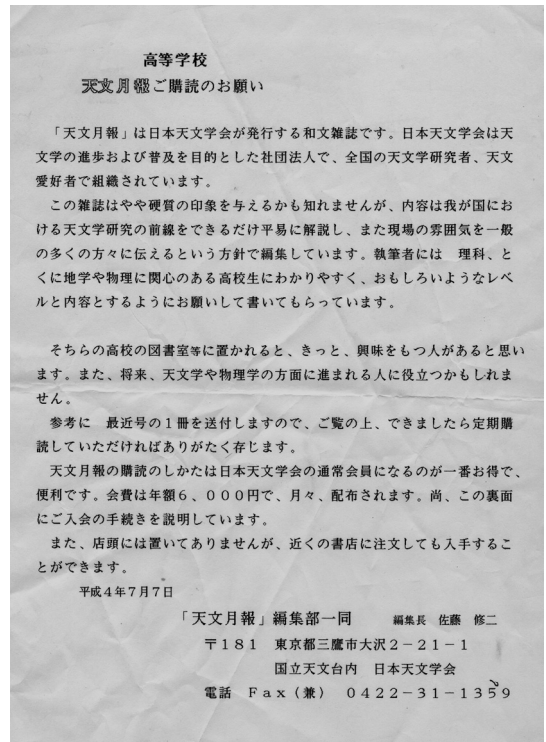 高等学校
天文月報ご購読のお願い
「天文月報」は日本天文学会が発行する和文雑誌です。日本天文学会は天
文学の進歩および普及を目的とした社団法人で、全国の天文学研究者、天文
愛好者で組織されています。
この雑誌はやや硬質の印象を与えるかも知れませんが、内容は我が国にお
ける天文学研究の前線をできるだけ平易に解説し、また現場の雰囲気を一般
の多くの方々に伝えるという方針で編集しています。執筆者には　理科、と
くに地学や物理に関心のある高校生にわかりやすく、おもしろいようなレベ
ルと内容とするようにお願いして書いてもらっています。
そちらの高校の図書室等に置かれると、きっと、興味をもつ人があると思い
ます。また、将来、天文学や物理学の方面に進まれる人に役立つかもしれま
せん。
参考に　最近号の１冊を送付しますので、ご覧の上、できましたら定期購
読していただければありがたく存じます。
天文月報の購読のしかたは日本天文学会の通常会員になるのが一番お得で、
便利です。会費は年額６、０００円で、月々、配布されます。尚、この裏面
にご入会の手続きを説明しています。
また、店頭には置いてありませんが、近くの書店に注文しても入手するこ
とができます。
平成４年７月７日
「天文月報」編集部一同　編集長　佐藤　修二
〒１８１　東京都三鷹市大沢２－２１－１
国立天文台内　日本天文学会
電話　Ｆａｘ（兼）　０４２２－３１－１３５９